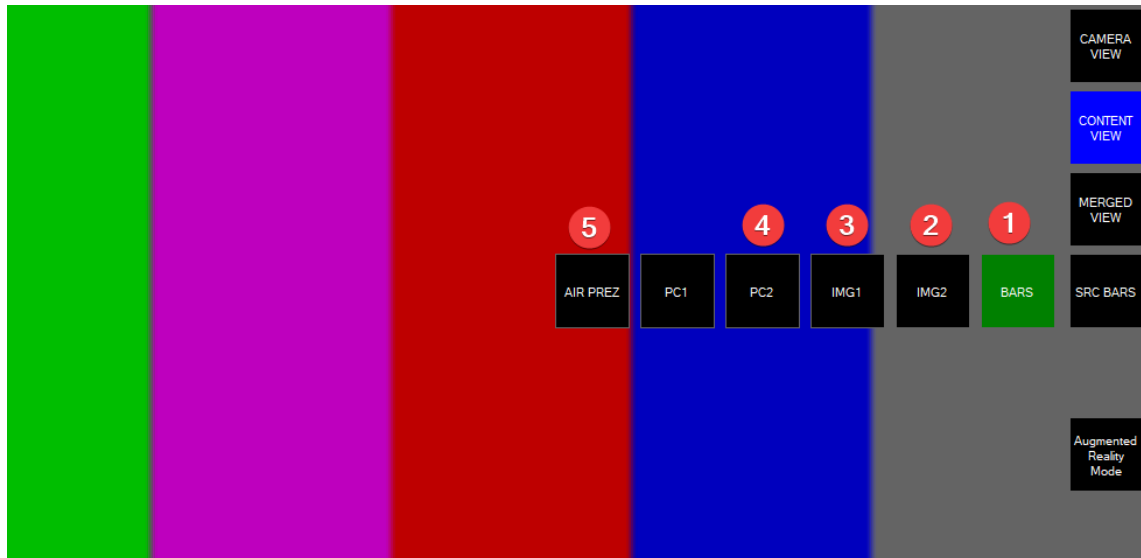 CAMERA
VIEW
CONTENT
VIEW
MERGED
VIEW
5
4
3
2
1
AIR PREZ
PC1
PC2
IMG1
IMG2
BARS
SRC BARS
Augmented
Reality
Mode